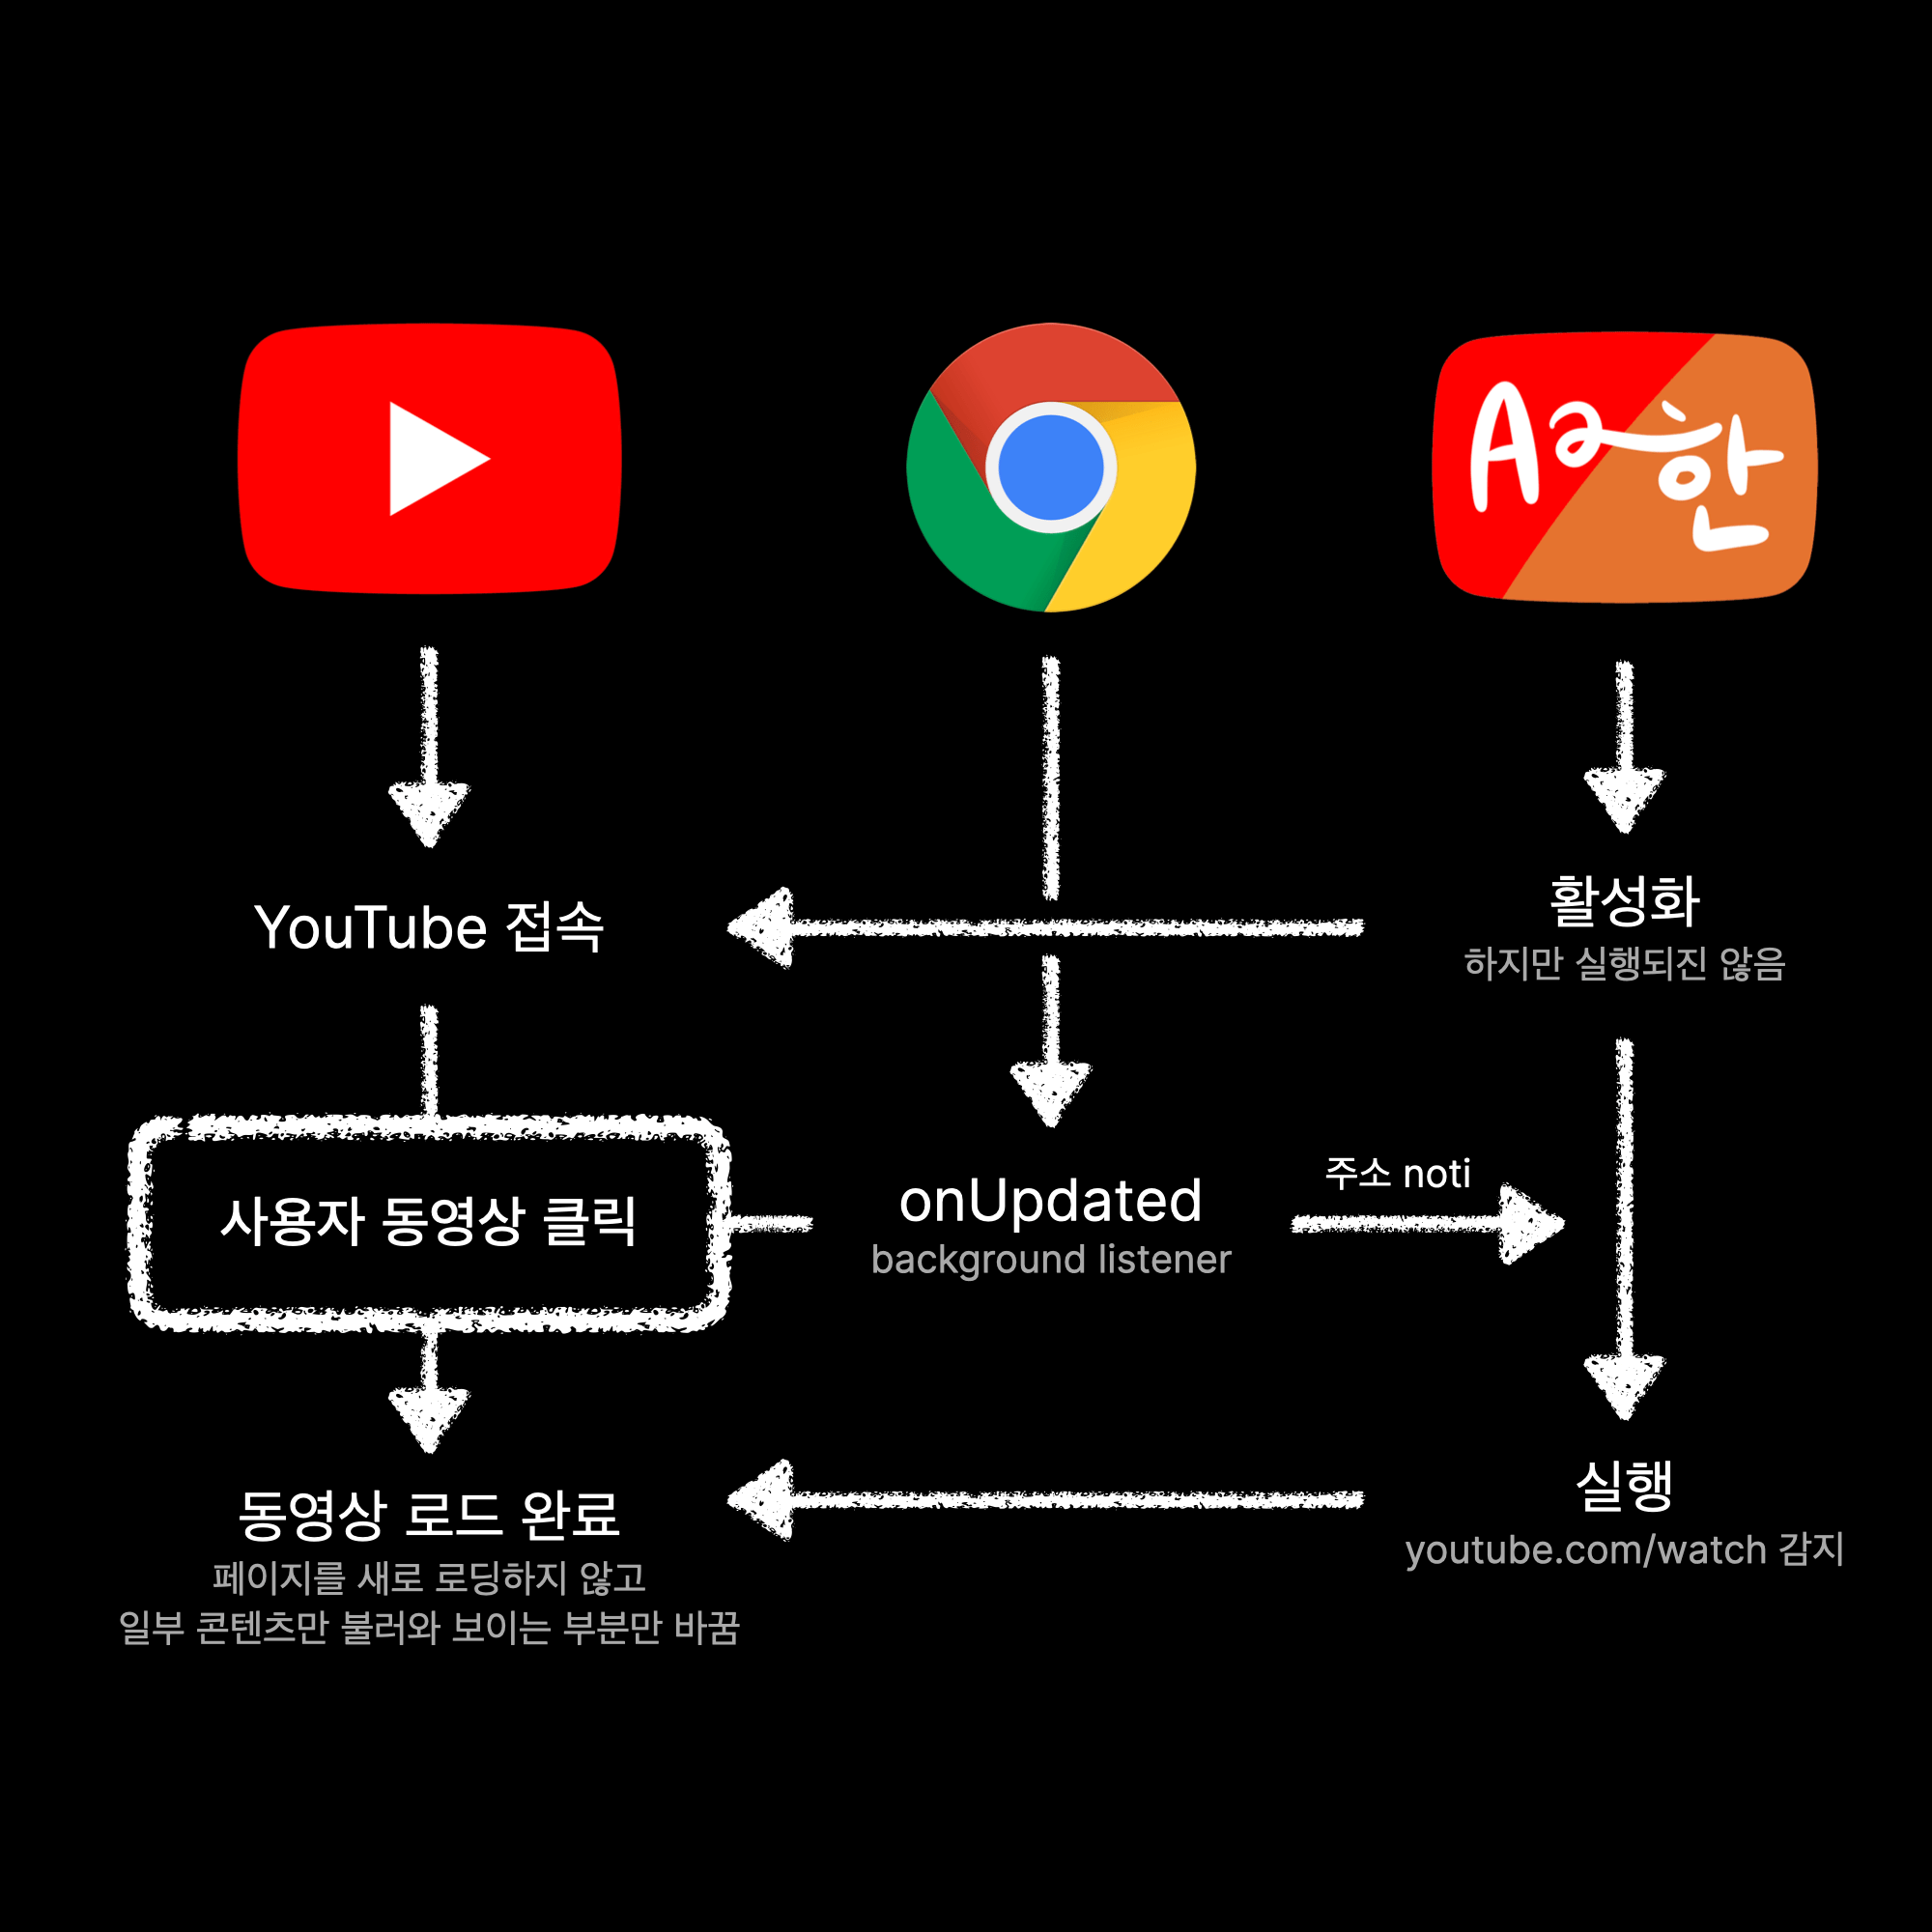 Aa한
YouTube 접속
활성화
하지만 실행되진 않음
사용자 동영상 클릭
onUpdated
background listener
주소 noti
동영상 로드 완료
페이지를 새로 로딩하지 않고
일부 콘텐츠만 불러와 보이는 부분만 바꿈
실행
youtube.com/watch 감지